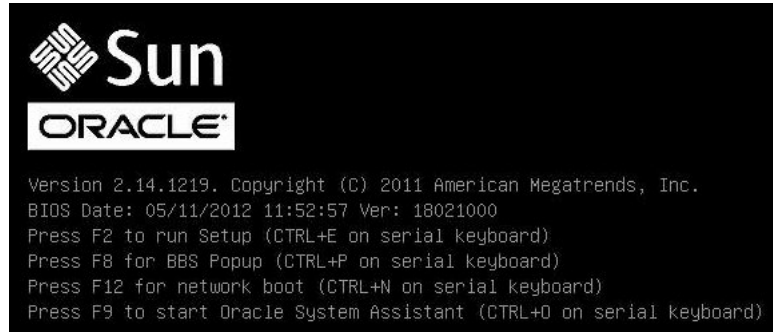 Sun
ORACLE
Version 2.14.1219. Copyright (C) 2011 American Megatrends, Inc.
BIOS Date: 05/11/2012 11:52:57 Ver: 18021000
Press F2 to run Setup (CTRL+E on serial keyboard)
Press F8 for BBS Popup (CTRL+P on serial keyboard)
Press F12 for network boot (CTRL+N on serial keyboard)
Press F9 to start Oracle System Assistant (CTRL+O on serial keyboard)